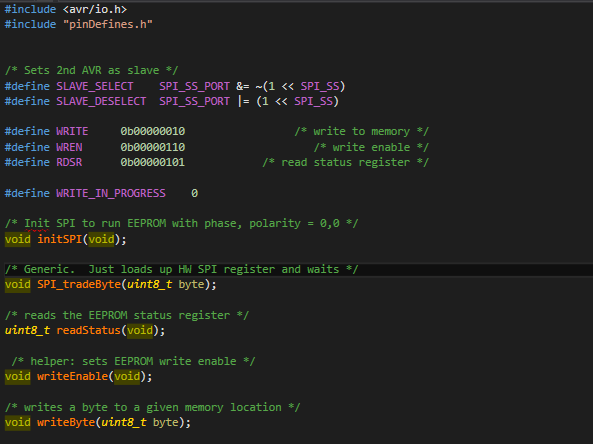 #include <avr/io.h>
#include "pinDefines.h"
/* Sets 2nd AVR as slave */
#define SLAVE_SELECT    SPI_SS_PORT &= ~(1 << SPI_SS)
#define SLAVE_DESELECT  SPI_SS_PORT |= (1 << SPI_SS)
#define WRITE     0b00000010                 /* write to memory */
#define WREN      0b00000110                    /* write enable */
#define RDSR      0b00000101            /* read status register */
#define WRITE_IN_PROGRESS    0
/* Init SPI to run EEPROM with phase, polarity = 0,0 */
void initSPI(void);
/* Generic.  Just loads up HW SPI register and waits */
void SPI_tradeByte(uint8_t byte);
/* reads the EEPROM status register */
uint8_t readStatus(void);
 /* helper: sets EEPROM write enable */
void writeEnable(void);
/* writes a byte to a given memory location */
void writeByte(uint8_t byte);